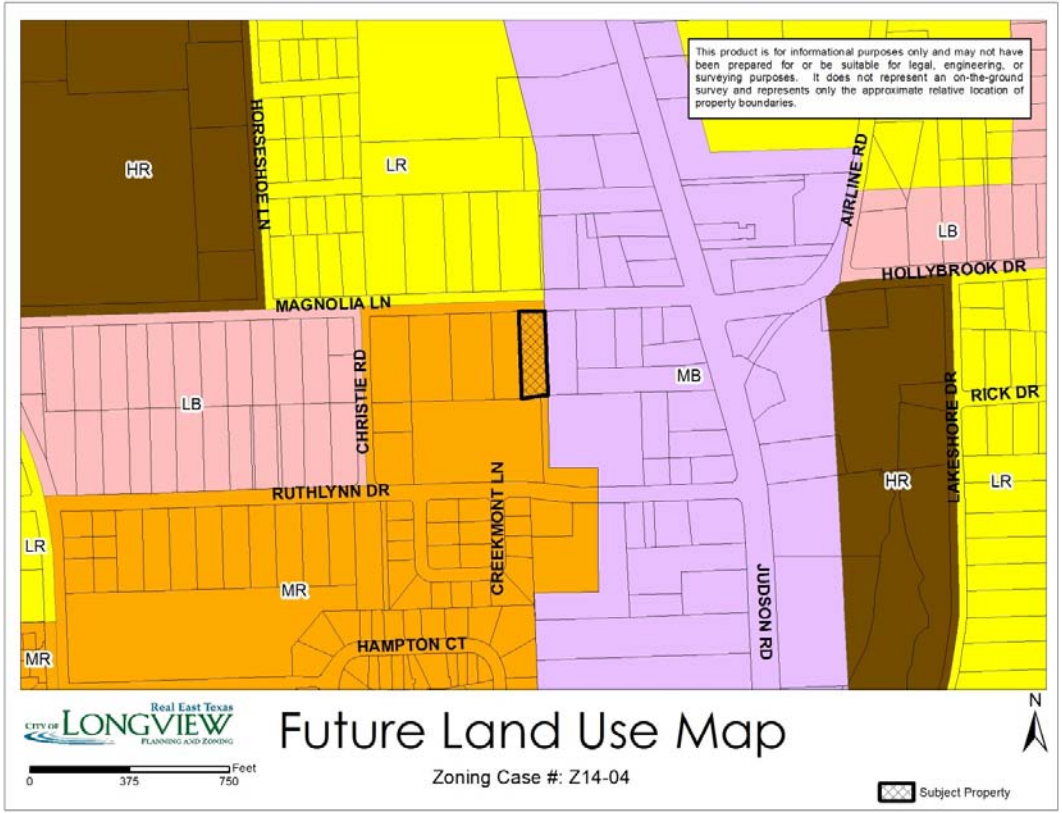 This product is for informational purposes only and may not have
been prepared for or be suitable for legal, engineering, or
surveying purposes. It does not represent an on-the-ground
survey and represents only the approximate relative location of
property boundaries.
HORSESHOE LN
HR
LR
AIRLINE RD
LB
HOLLYBROOK DR
MAGNOLIA LN
CHRISTIE RD
LB
MB
LAKESHORE DR
RICK DR
RUTHLYNN DR
CREEKMONT LN
HR
LR
LR
MR
JUDSON RD
HAMPTON CT
MR
Real East Texas
CITY OF LONGVIEW
PLANNING AND ZONING
Future Land Use Map
N
Feet
0 375 750
Zoning Case #: Z14-04
Subject Property